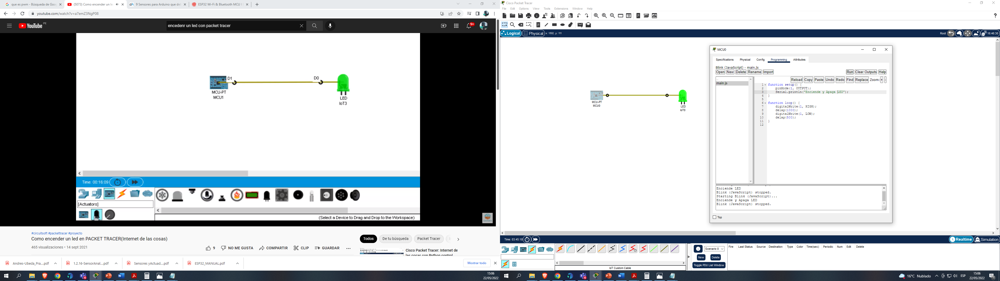 que es pwm - Búsqueda de Goo
(5073) Como encender un le
9 Sensores para Arduino que de
ESP32 Wi-Fi & Bluetooth MCU I
youtube.com/watch?v=a7emZ3NgP08
YouTube PE
encedenr un led con packet tracer
9+
D1
D0
MCU-PT
MCU1
LED
IoT3
Time: 00:16:09
[Actuators]
(Select a Device to Drag and Drop to the Workspace)
#circuitsoft #packettracer #proyecto
Como encender un led en PACKET TRACER(Internet de las cosas)
465 visualizaciones • 14 sept 2021
9
NO ME GUSTA
COMPARTIR
CLIP
GUARDAR
Todos
De tu búsqueda
Packet Tracer
Cisco Packet Tracer: Internet de
las cosas con Python control
Andres-Ubeda_Pra....pdf
1.2.16-SensorAnal....pdf
Sensores yActuad....pdf
ESP32_MANUAL.pdf
Mostrar todo
15:06
22/05/2022
Cisco Packet Tracer
File Edit Options View Tools Extensions Window Help
Logical
Physical
x: 1502, y: 111
Root
16:46:30
MCU-PT
MCU0
LED
IoT0
MCU0
Specifications Physical Config Programming Attributes
Blink (JavaScript) - main.js
Open New Delete Rename Import
Run Clear Outputs Help
..
main.js
Reload Copy Paste Undo Redo Find Replace Zoom: + -
1 function setup() {
2 pinMode(1, OUTPUT);
3 Serial.println("Enciende y Apaga LED");
4 }
5
6 function loop() {
7 digitalWrite(1, HIGH);
8 delay(1000);
9 digitalWrite(1, LOW);
10 delay(500);
11 }
12
Enciende LED
Blink (JavaScript) stopped.
Starting Blink (JavaScript)...
Enciende y Apaga LED
Blink (JavaScript) stopped.
Top
Time: 03:45:18
Realtime
Simulation
IoT Custom Cable
Scenario 0
New
Delete
Toggle PDU List Window
Fire Last Status Source Destination Type Color Time(sec) Periodic Num Edit Delete
16°C Nublado
ESP
15:06
22/05/2022